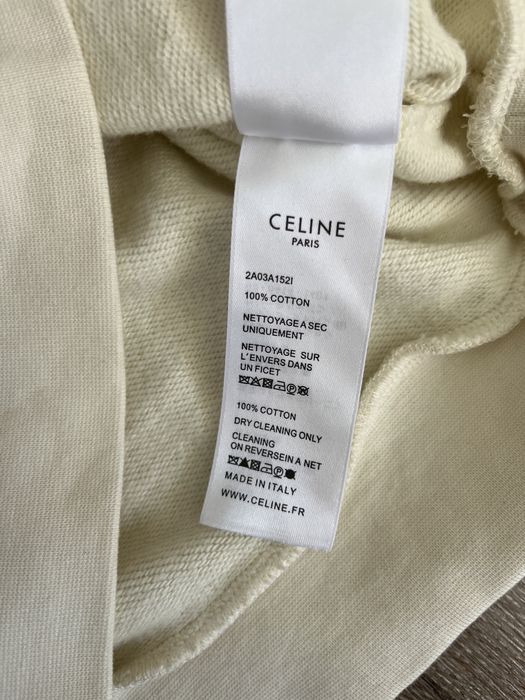 CELINE
PARIS
2A03A152I
100% COTTON
NETTOYAGE A SEC
UNIQUEMENT
NETTOYAGE SUR
L'ENVERS DANS
UN FICET
100% COTTON
DRY CLEANING ONLY
CLEANING
ON REVERSEIN A NET
MADE IN ITALY
WWW.CELINE.FR